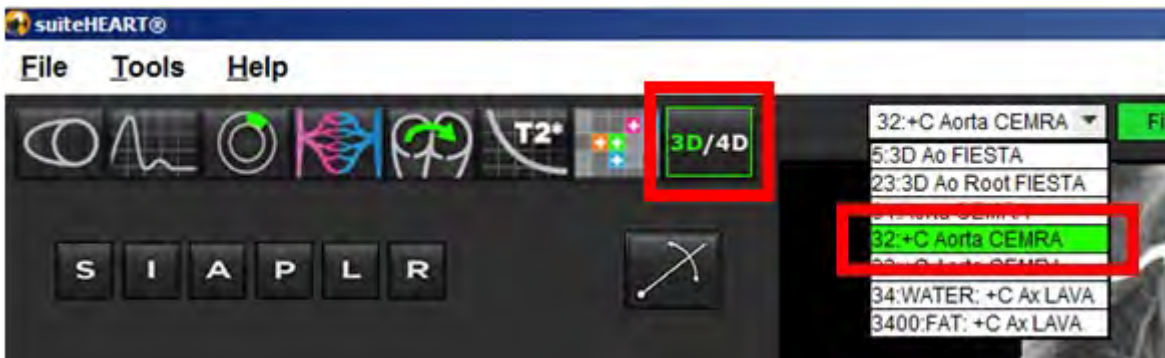 suiteHEART®
File Tools Help
T2*
3D/4D
32:+C Aorta CEMRA
Fi
5:3D Ao FIESTA
23:3D Ao Root FIESTA
32:+C Aorta CEMRA
34:WATER: +C Ax LAVA
3400:FAT: +C Ax LAVA
S I A P L R